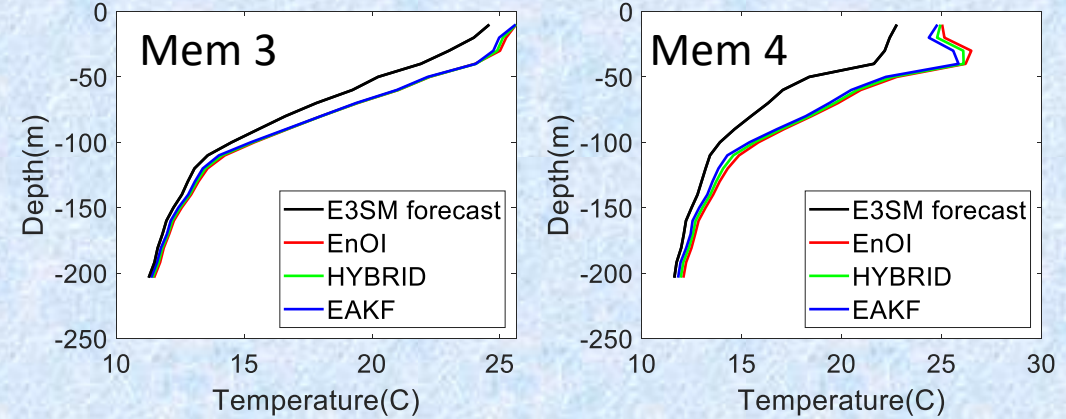 Mem 3
0
-50
-100
-150
-200
-250
Depth(m)
10
15
20
25
Temperature(C)
E3SM forecast
EnOI
HYBRID
EAKF
Mem 4
0
-50
-100
-150
-200
-250
Depth(m)
10
15
20
25
30
Temperature(C)
E3SM forecast
EnOI
HYBRID
EAKF